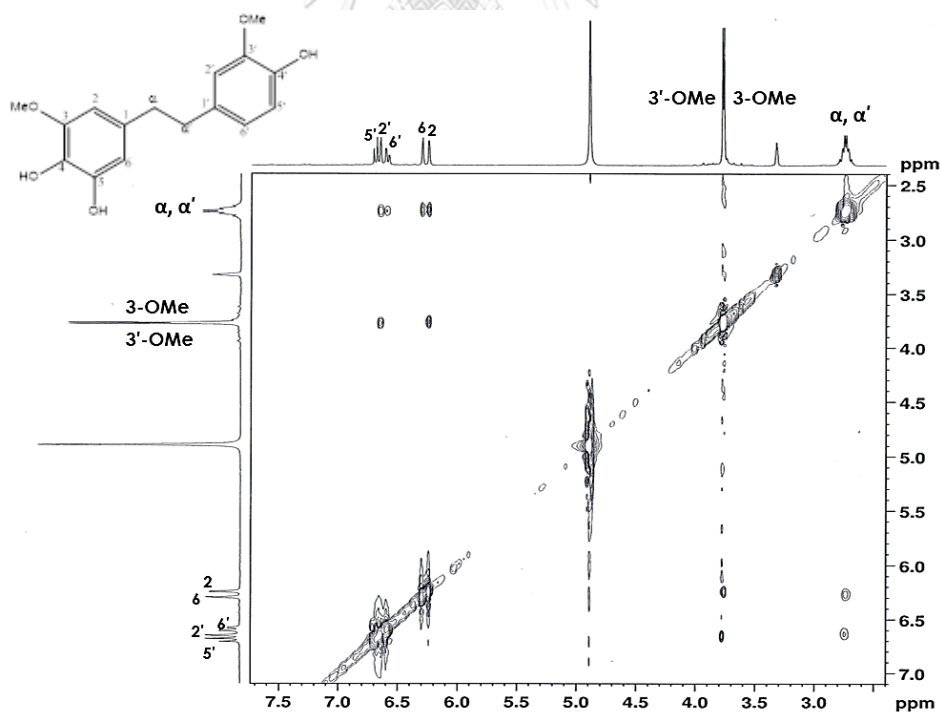 OMe
3'
OH
2'
4'
α
MeO
3
2
1
1'
5'
α'
6'
4
6
HO
5
OH
3'-OMe 3-OMe
5' 2' 6' 6 2
α, α'
ppm
α, α'
3-OMe
3'-OMe
2
6
6'
2'
5'
2.5
3.0
3.5
4.0
4.5
5.0
5.5
6.0
6.5
7.0
7.5 7.0 6.5 6.0 5.5 5.0 4.5 4.0 3.5 3.0 ppm